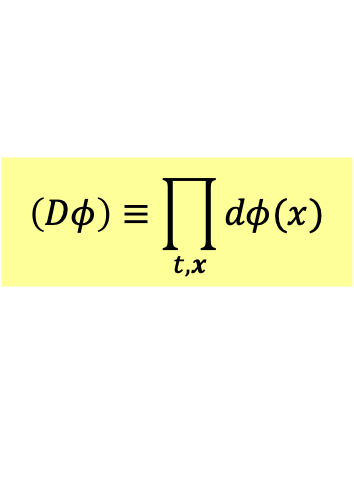 (𝐷𝜙) ≡ ∏ 𝑑𝜙(𝑥)
𝑡,𝒙